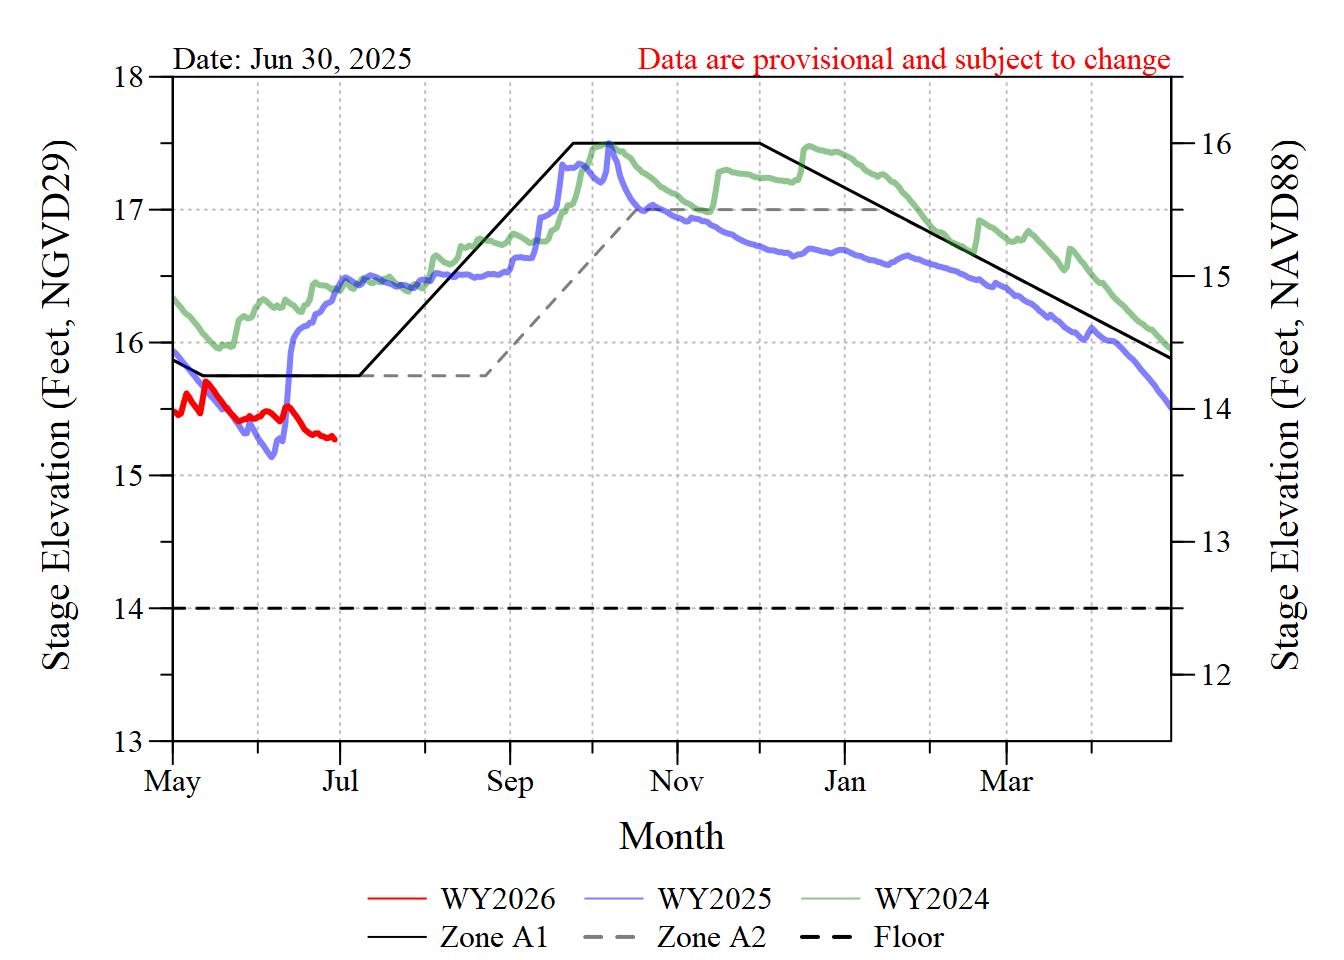 Date: Jun 30, 2025
Data are provisional and subject to change
Stage Elevation (Feet, NGVD29)
18
17
16
15
14
13
16
15
14
13
12
Stage Elevation (Feet, NAVD88)
May Jul Sep Nov Jan Mar
Month
WY2026 WY2025 WY2024
Zone A1 Zone A2 Floor